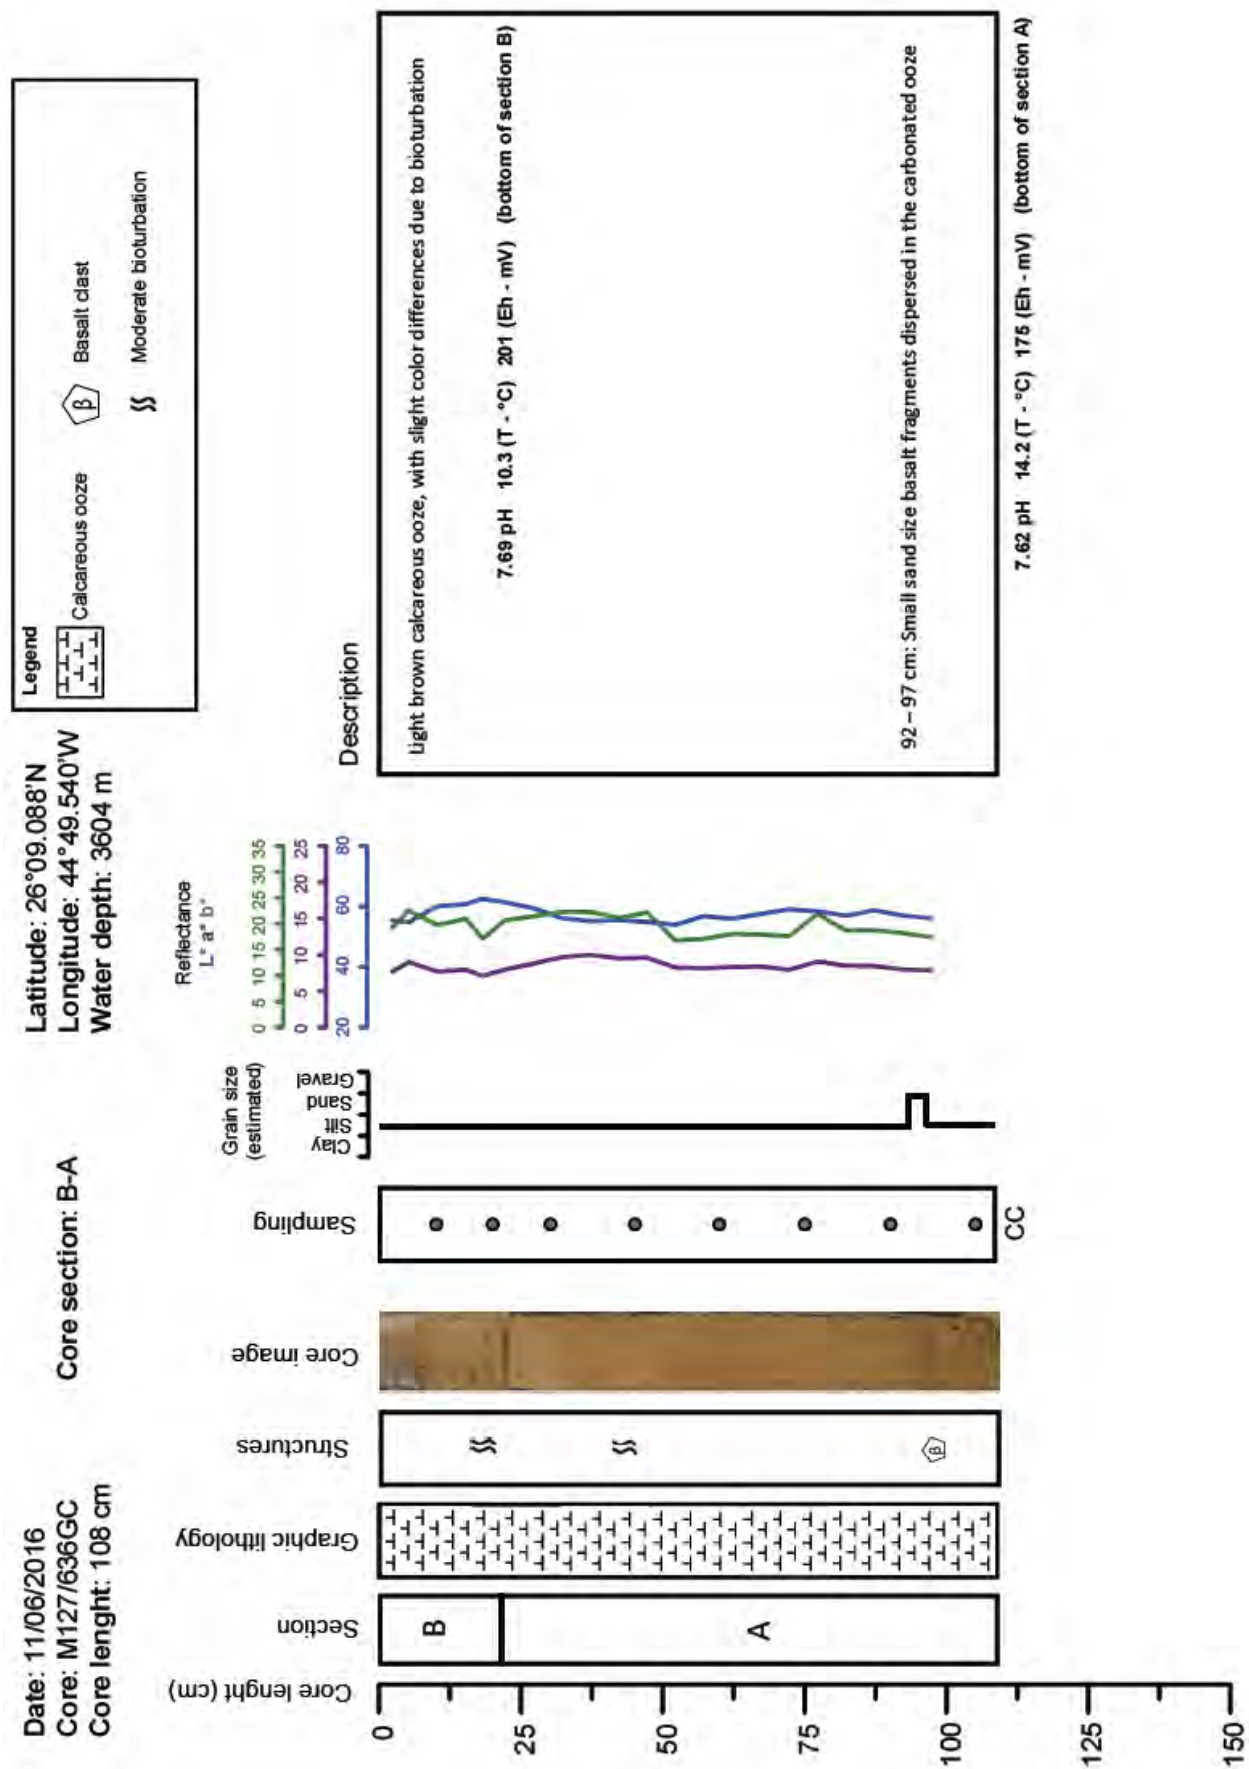 Date: 11/06/2016
Core: M127/636GC
Core lenght: 108 cm
Core section: B-A
Latitude: 26°09.088'N
Longitude: 44°49.540'W
Water depth: 3604 m
Legend
Calcareous ooze
β
Basalt clast
Moderate bioturbation
Core lenght (cm)
Section
Graphic lithology
Structures
Core image
Sampling
Grain size
(estimated)
Clay
Silt
Sand
Gravel
Reflectance
L* a* b*
0 5 10 15 20 25 30 35
0 5 10 15 20 25
20 40 60 80
Description
0
25
50
75
100
125
150
B
A
β
CC
Light brown calcareous ooze, with slight color differences due to bioturbation
7.69 pH 10.3 (T - °C) 201 (Eh - mV) (bottom of section B)
92 – 97 cm: Small sand size basalt fragments dispersed in the carbonated ooze
7.62 pH 14.2 (T - °C) 175 (Eh - mV) (bottom of section A)